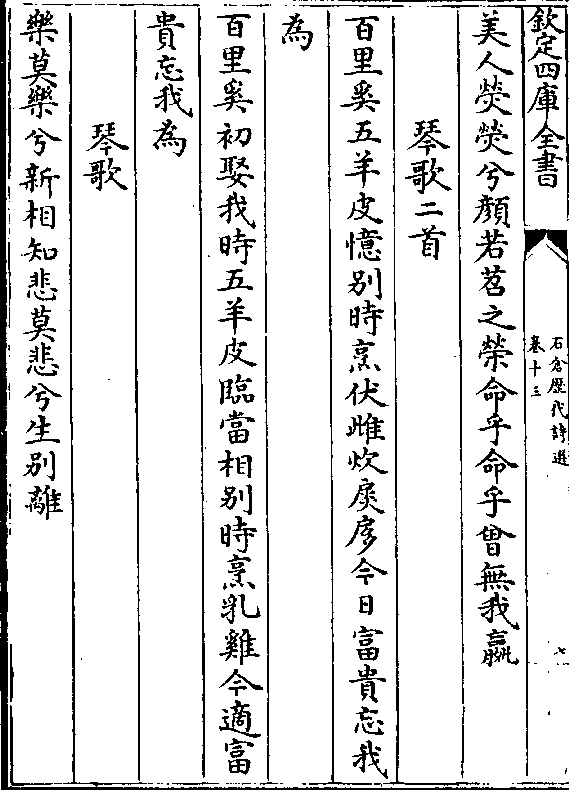 欽定四庫全書
石倉歴代詩選
卷十三
七
美人熒熒兮顔若苕之榮命乎命乎曾無我嬴
琴歌二首
百里奚五羊皮憶别時烹伏雌炊扊扅今日富貴忘我
為
百里奚初娶我時五羊皮臨當相别時烹乳雞今適富
貴忘我為
琴歌
樂莫樂兮新相知悲莫悲兮生别離